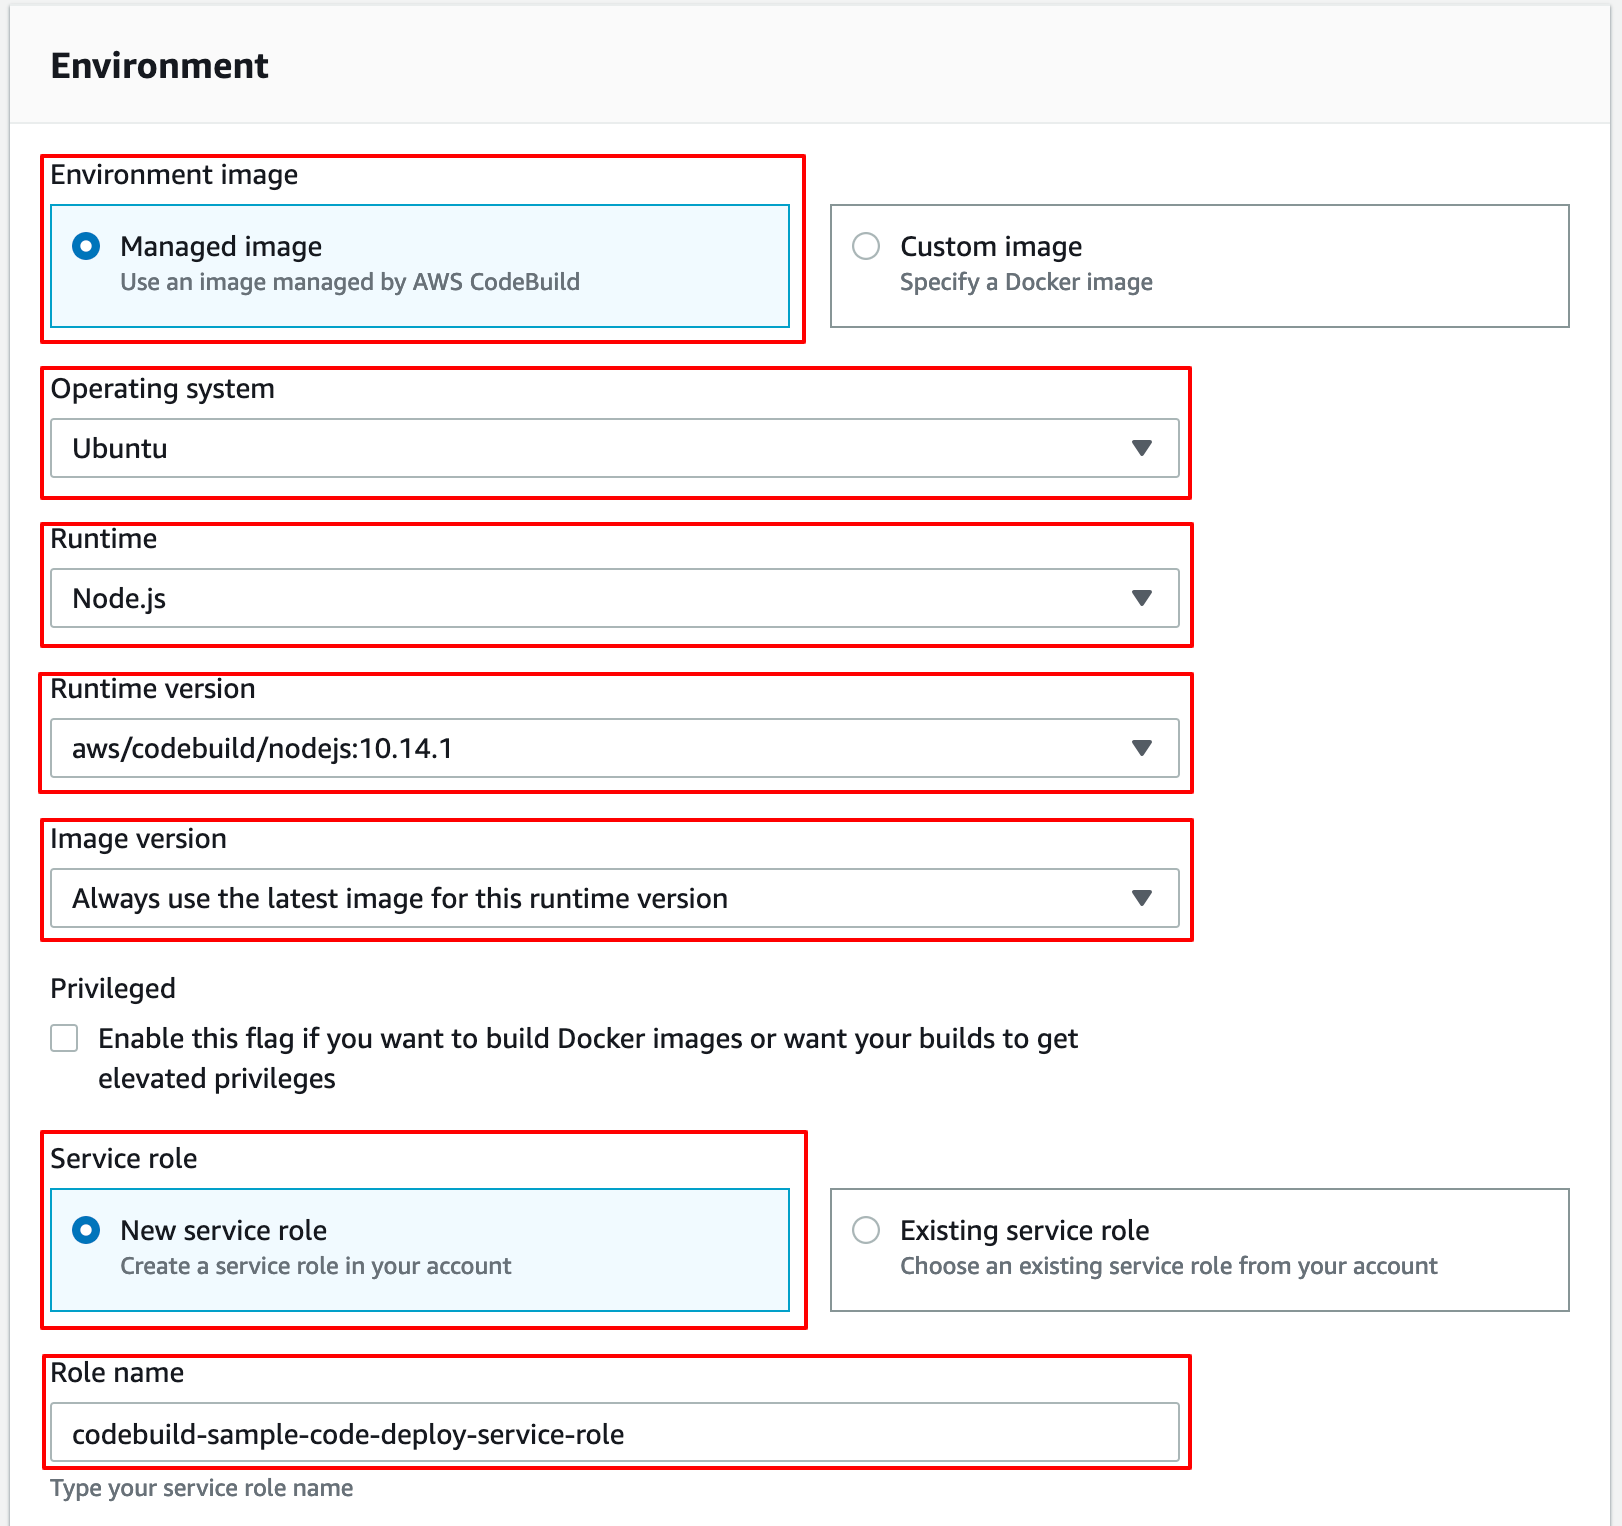 Environment
Environment image
Managed image
Use an image managed by AWS CodeBuild
Custom image
Specify a Docker image
Operating system
Ubuntu
Runtime
Node.js
Runtime version
aws/codebuild/nodejs:10.14.1
Image version
Always use the latest image for this runtime version
Privileged
Enable this flag if you want to build Docker images or want your builds to get
elevated privileges
Service role
New service role
Create a service role in your account
Existing service role
Choose an existing service role from your account
Role name
codebuild-sample-code-deploy-service-role
Type your service role name